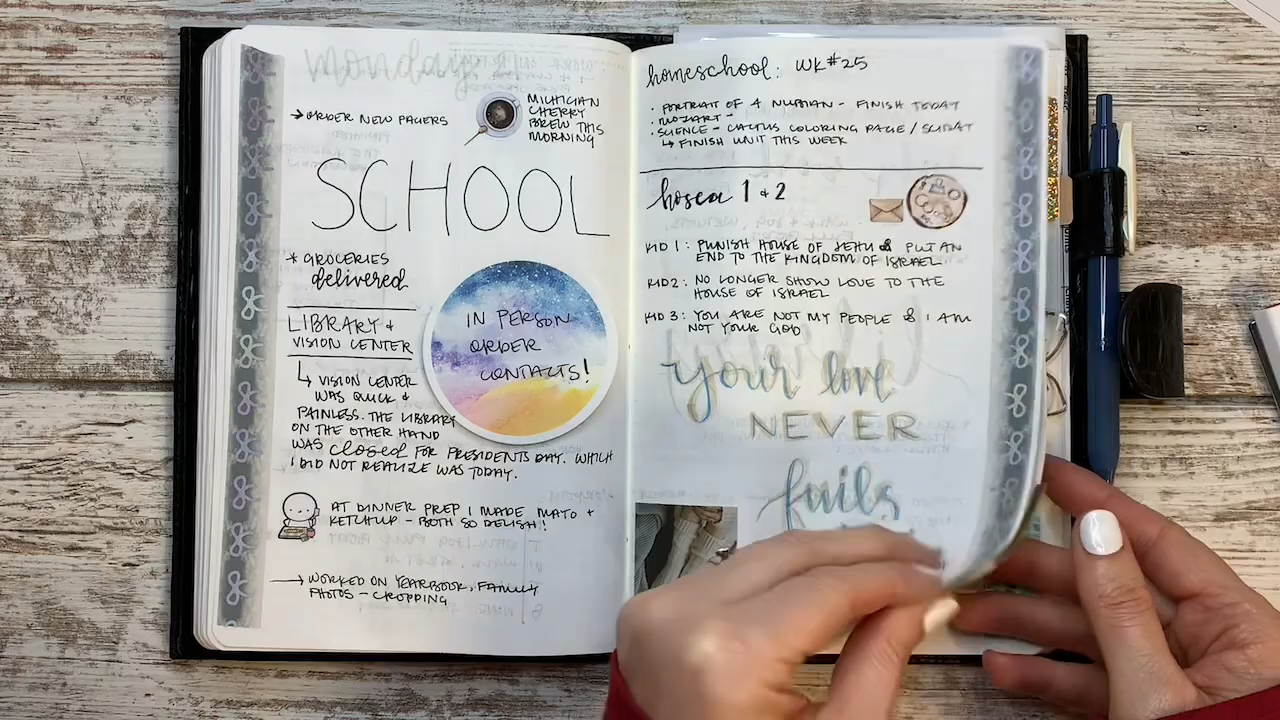 monday
→ ORDER NEW PAPERS
MICHIGAN
CHERRY
BREW THIS
MORNING
SCHOOL
* GROCERIES
delivered
LIBRARY +
VISION CENTER
↳ VISION CENTER
WAS QUICK &
PAINLESS. THE LIBRARY
ON THE OTHER HAND
WAS closed FOR PRESIDENTS DAY. WHICH
I DID NOT REALIZE WAS TODAY.
IN PERSON
ORDER
CONTACTS!
AT DINNER PREP I MADE MAYO +
KETCHUP - BOTH SO DELISH!
→ WORKED ON YEARBOOK, FAMILY
PHOTOS - CROPPING
homeschool: WK #25
· PORTRAIT OF A NUBIAN - FINISH TODAY
· MOZART -
· SCIENCE - CACTUS COLORING PAGE /
↳ FINISH UNIT THIS WEEK
hosea 1 & 2
KID 1: PUNISH HOUSE OF JEHU & PUT AN
END TO THE KINGDOM OF ISRAEL
KID 2: NO LONGER SHOW LOVE TO THE
HOUSE OF ISRAEL
KID 3: YOU ARE NOT MY PEOPLE & I AM
NOT YOUR GOD
your love
NEVER
fails